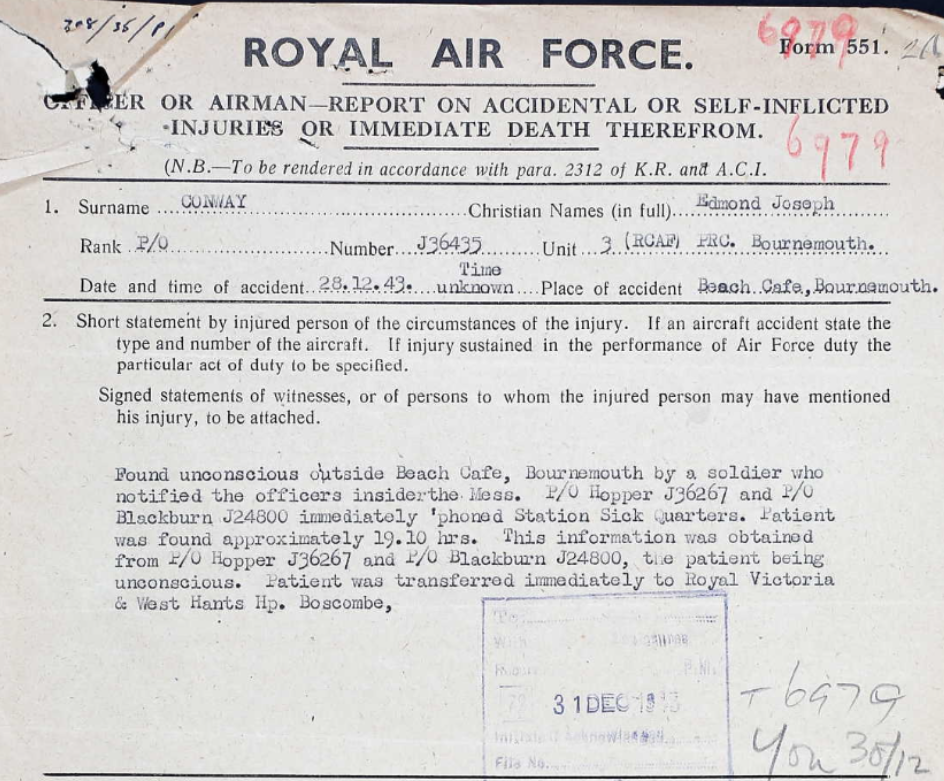 ROYAL AIR FORCE.
6979
Form 551.
OFFICER OR AIRMAN—REPORT ON ACCIDENTAL OR SELF-INFLICTED
INJURIES OR IMMEDIATE DEATH THEREFROM.
6979
(N.B.—To be rendered in accordance with para. 2312 of K.R. and A.C.I.
1. Surname CONWAY Christian Names (in full) Edmond Joseph
Rank P/O Number J36435 Unit 3 (RCAF) PRC. Bournemouth.
Time
Date and time of accident 28.12.43. unknown Place of accident Beach Cafe, Bournemouth.
2. Short statement by injured person of the circumstances of the injury. If an aircraft accident state the
type and number of the aircraft. If injury sustained in the performance of Air Force duty the
particular act of duty to be specified.
Signed statements of witnesses, or of persons to whom the injured person may have mentioned
his injury, to be attached.
Found unconscious outside Beach Cafe, Bournemouth by a soldier who
notified the officers insiderthe Mess. P/O Hopper J36267 and P/O
Blackburn J24800 immediately 'phoned Station Sick Quarters. Patient
was found approximately 19.10 hrs. This information was obtained
from P/O Hopper J36267 and P/O Blackburn J24800, the patient being
unconscious. Patient was transferred immediately to Royal Victoria
& West Hants Hp. Boscombe,
31 DEC
File No.
6979
30/12